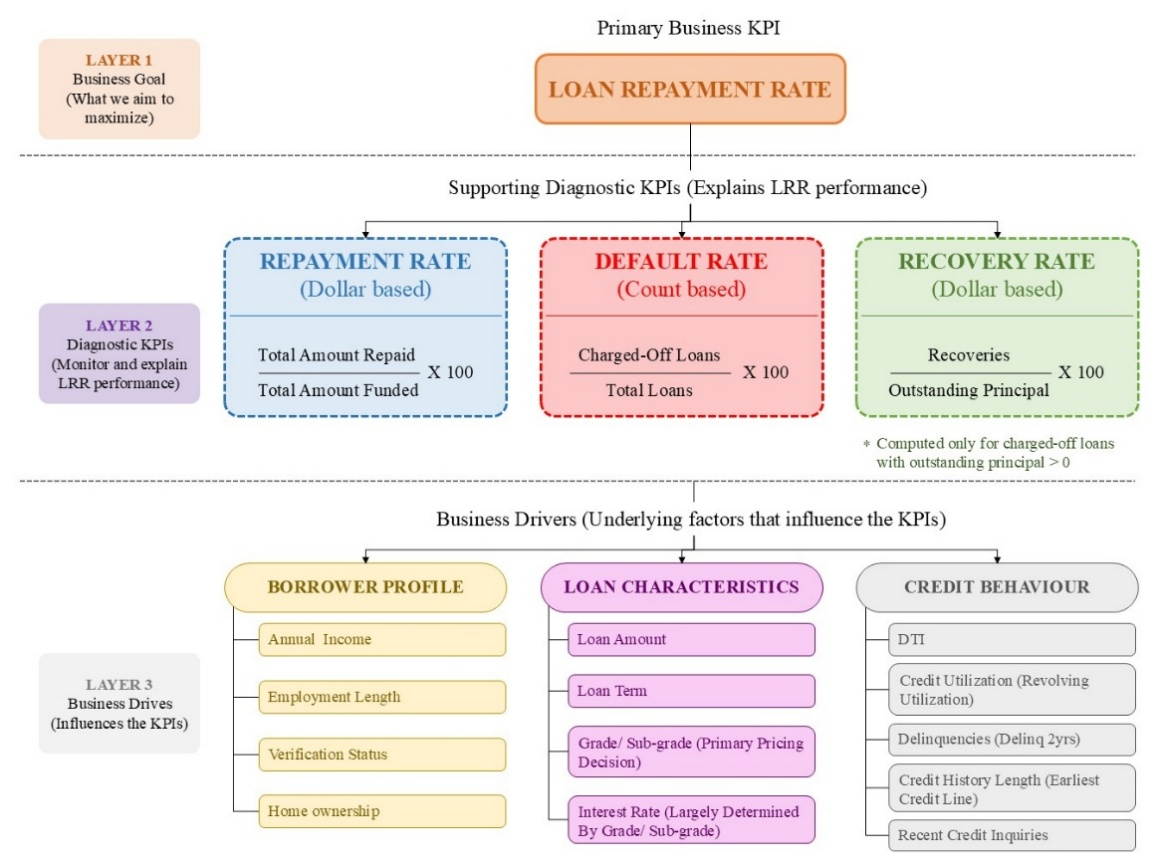 Primary Business KPI
LAYER 1
Business Goal
(What we aim to
maximize)
LOAN REPAYMENT RATE
Supporting Diagnostic KPIs (Explains LRR performance)
LAYER 2
Diagnostic KPIs
(Monitor and explain
LRR performance)
REPAYMENT RATE
(Dollar based)
Total Amount Repaid
Total Amount Funded
X 100
DEFAULT RATE
(Count based)
Charged-Off Loans
Total Loans
X 100
RECOVERY RATE
(Dollar based)
Recoveries
Outstanding Principal
X 100
* Computed only for charged-off loans
with outstanding principal > 0
Business Drivers (Underlying factors that influence the KPIs)
LAYER 3
Business Drives
(Influences the KPIs)
BORROWER PROFILE
Annual Income
Employment Length
Verification Status
Home ownership
LOAN CHARACTERISTICS
Loan Amount
Loan Term
Grade/ Sub-grade (Primary Pricing
Decision)
Interest Rate (Largely Determined
By Grade/ Sub-grade)
CREDIT BEHAVIOUR
DTI
Credit Utilization (Revolving
Utilization)
Delinquencies (Delinq 2yrs)
Credit History Length (Earliest
Credit Line)
Recent Credit Inquiries